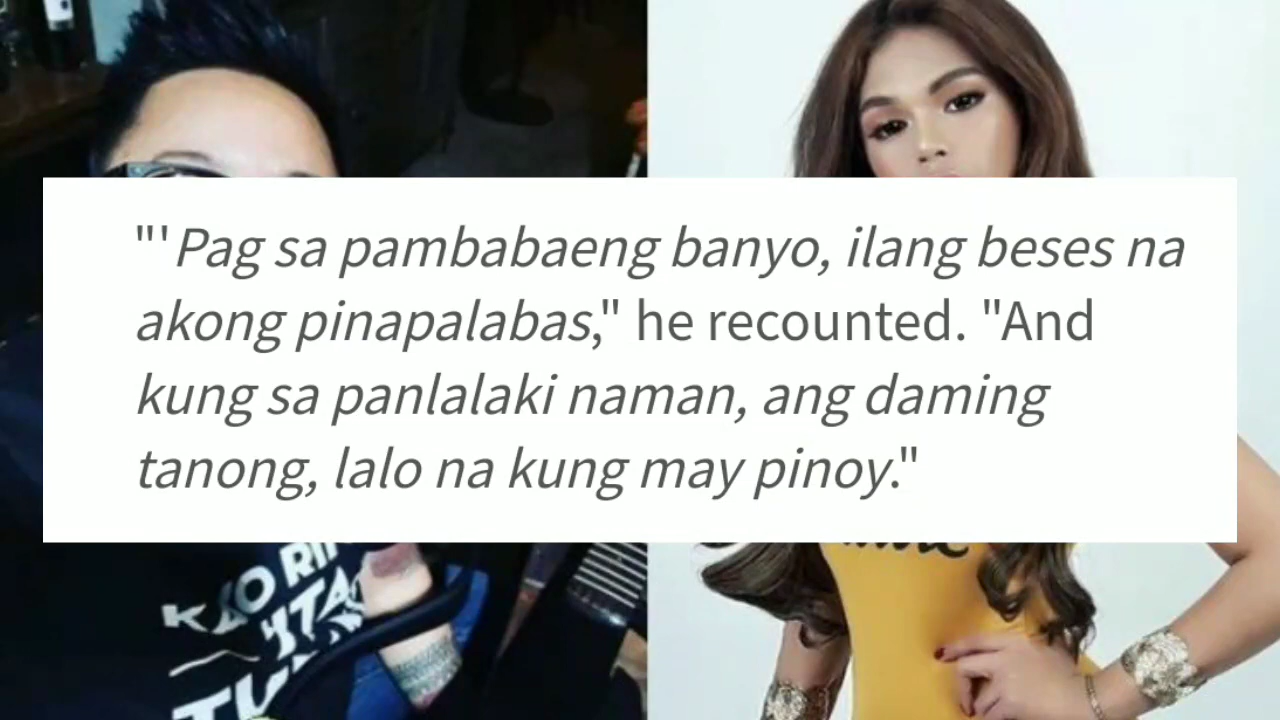 "'Pag sa pambabaeng banyo, ilang beses na
akong pinapalabas," he recounted. "And
kung sa panlalaki naman, ang daming
tanong, lalo na kung may pinoy."